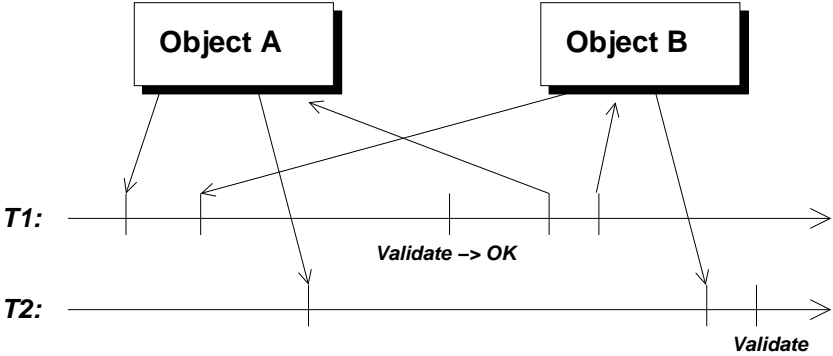 Object A
Object B
T1:
Validate –> OK
T2:
Validate